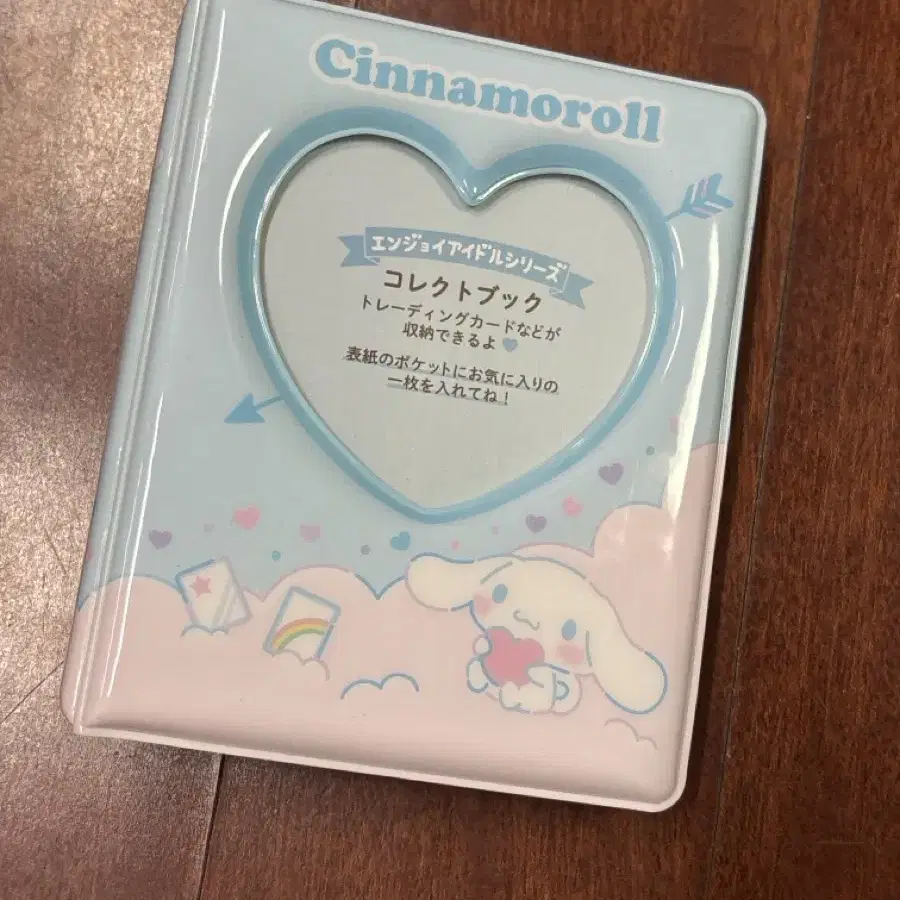 Cinnamoroll
エンジョイアイドルシリーズ
コレクトブック
トレーディングカードなどが
収納できるよ
表紙のポケットにお気に入りの
一枚を入れてね！